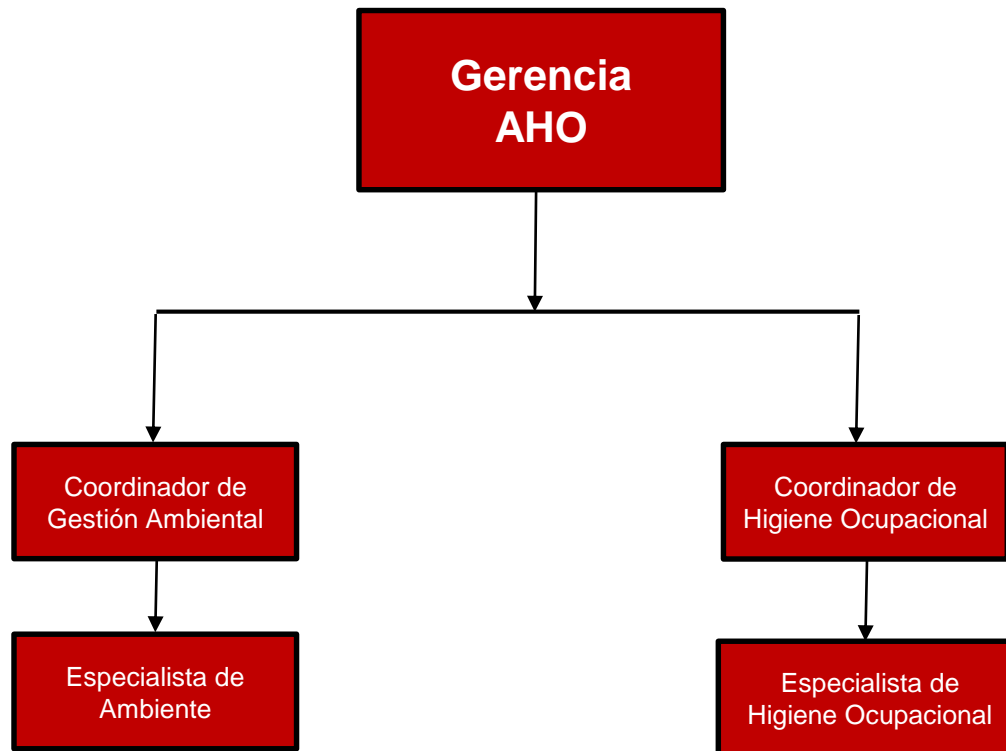 Gerencia
AHO
Coordinador de
Gestión Ambiental
Coordinador de
Higiene Ocupacional
Especialista de
Ambiente
Especialista de
Higiene Ocupacional